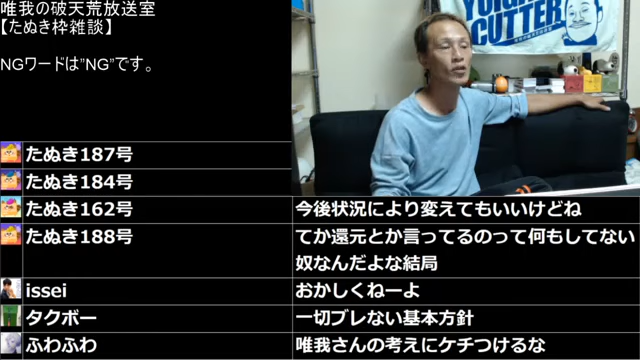 唯我の破天荒放送室
【たぬき枠雑談】
NGワードは”NG”です。
YUIGA
CUTTER
たぬき187号
たぬき184号
たぬき162号 今後状況により変えてもいいけどね
たぬき188号 てか還元とか言ってるのって何もしてない
奴なんだよな結局
issei おかしくねーよ
タクボー 一切ブレない基本方針
ふわふわ 唯我さんの考えにケチつけるな